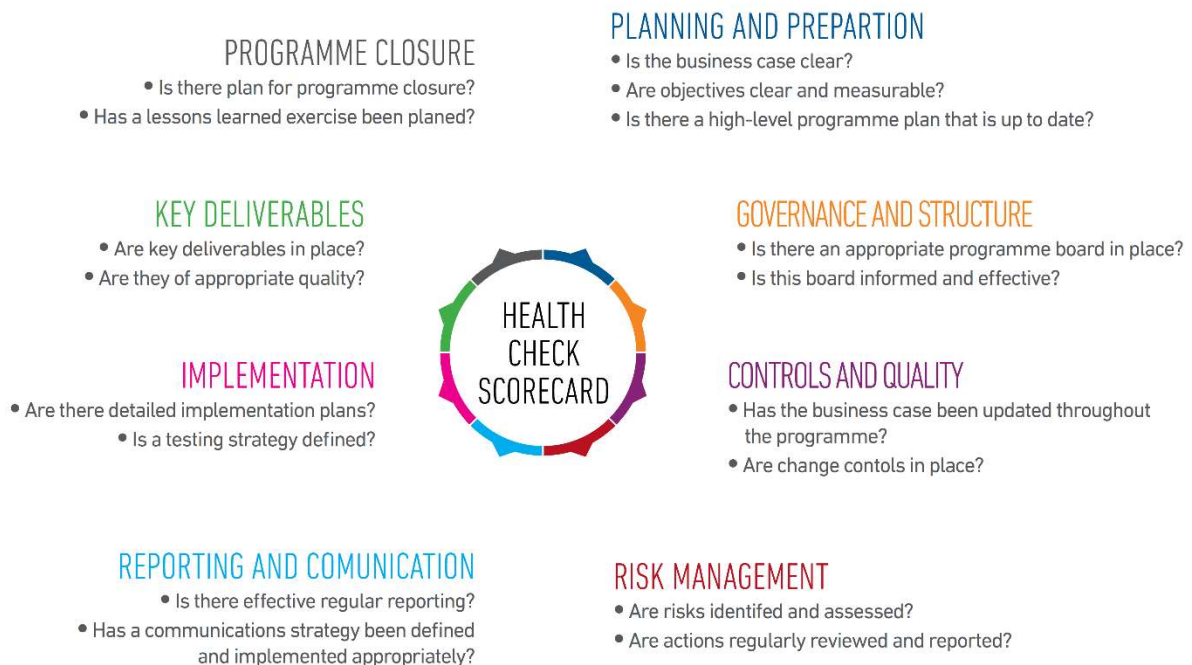 PROGRAMME CLOSURE
• Is there plan for programme closure?
• Has a lessons learned exercise been planed?
PLANNING AND PREPARTION
• Is the business case clear?
• Are objectives clear and measurable?
• Is there a high-level programme plan that is up to date?
KEY DELIVERABLES
• Are key deliverables in place?
• Are they of appropriate quality?
GOVERNANCE AND STRUCTURE
• Is there an appropriate programme board in place?
• Is this board informed and effective?
HEALTH
CHECK
SCORECARD
IMPLEMENTATION
• Are there detailed implementation plans?
• Is a testing strategy defined?
CONTROLS AND QUALITY
• Has the business case been updated throughout
the programme?
• Are change contols in place?
REPORTING AND COMUNICATION
• Is there effective regular reporting?
• Has a communications strategy been defined
and implemented appropriately?
RISK MANAGEMENT
• Are risks identifed and assessed?
• Are actions regularly reviewed and reported?